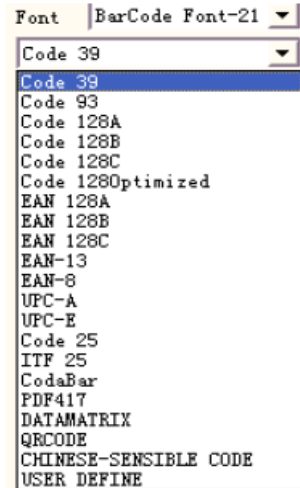 Font BarCode Font-21
Code 39
Code 39
Code 93
Code 128A
Code 128B
Code 128C
Code 128Optimized
EAN 128A
EAN 128B
EAN 128C
EAN-13
EAN-8
UPC-A
UPC-E
Code 25
ITF 25
CodaBar
PDF417
DATAMATRIX
QRCODE
CHINESE-SENSIBLE CODE
USER DEFINE